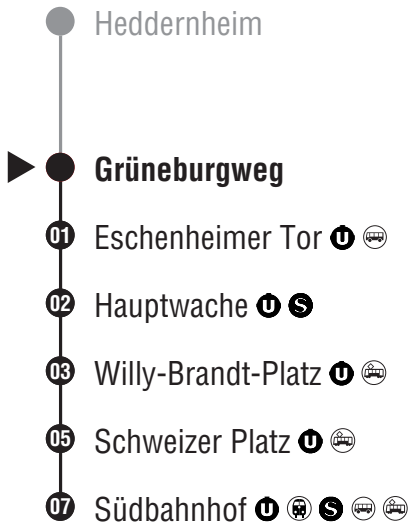 Heddernheim
Grüneburgweg
01 Eschenheimer Tor U
02 Hauptwache U S
03 Willy-Brandt-Platz U
05 Schweizer Platz U
07 Südbahnhof U S